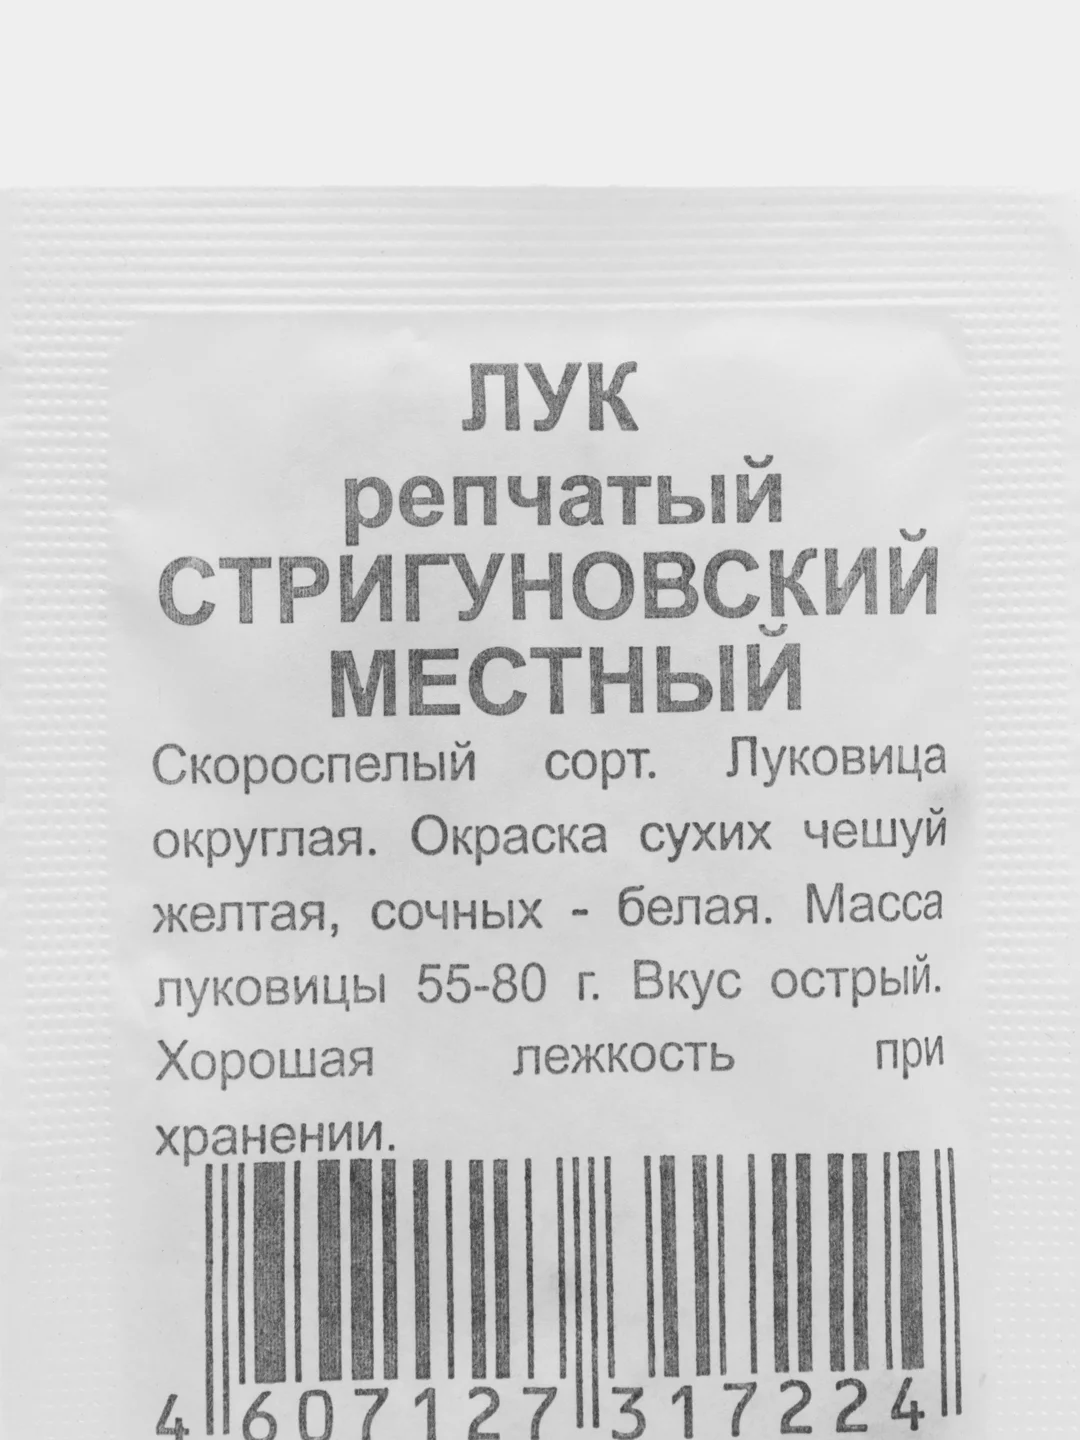 ЛУК
репчатый
СТРИГУНОВСКИЙ
МЕСТНЫЙ
Скороспелый сорт. Луковица
округлая. Окраска сухих чешуй
желтая, сочных - белая. Масса
луковицы 55-80 г. Вкус острый.
Хорошая лежкость при
хранении.
4 607127 317224